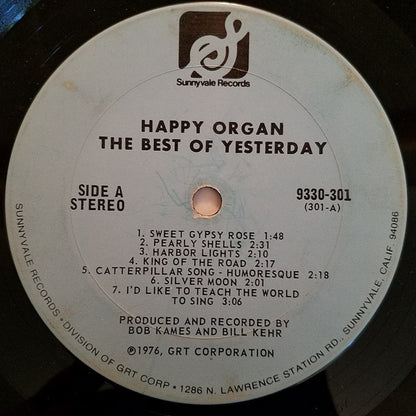 Sunnyvale Records
HAPPY ORGAN
THE BEST OF YESTERDAY
SIDE A
STEREO
9330-301
(301-A)
1. SWEET GYPSY ROSE 1:48
2. PEARLY SHELLS 2:31
3. HARBOR LIGHTS 2:10
4. KING OF THE ROAD 2:17
5. CATTERPILLAR SONG - HUMORESQUE 2:18
6. SILVER MOON 2:01
7. I'D LIKE TO TEACH THE WORLD
TO SING 3:06
PRODUCED AND RECORDED BY
BOB KAMES AND BILL KEHR
℗1976, GRT CORPORATION
SUNNYVALE RECORDS • DIVISION OF GRT CORP • 1286 N. LAWRENCE STATION RD., SUNNYVALE, CALIF. 94086